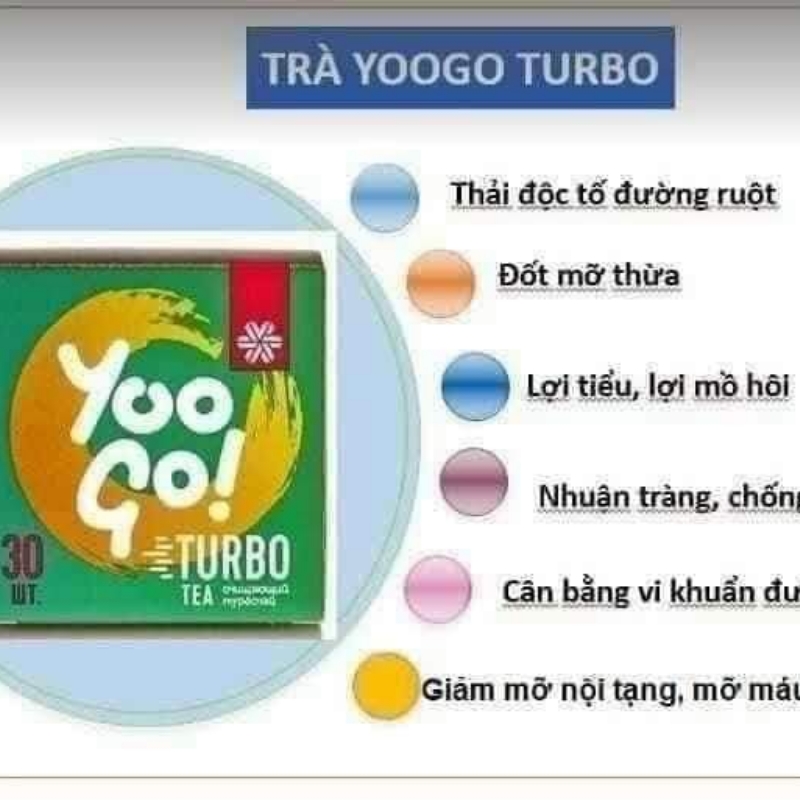 TRÀ YOOGO TURBO
Thải độc tố đường ruột
Đốt mỡ thừa
Lợi tiểu, lợi mồ hôi
Nhuận tràng, chống
Cân bằng vi khuẩn đư
Giảm mỡ nội tạng, mỡ máu
Yoo
Go!
TURBO
TEA очищающий
турбочай
30
ШТ.